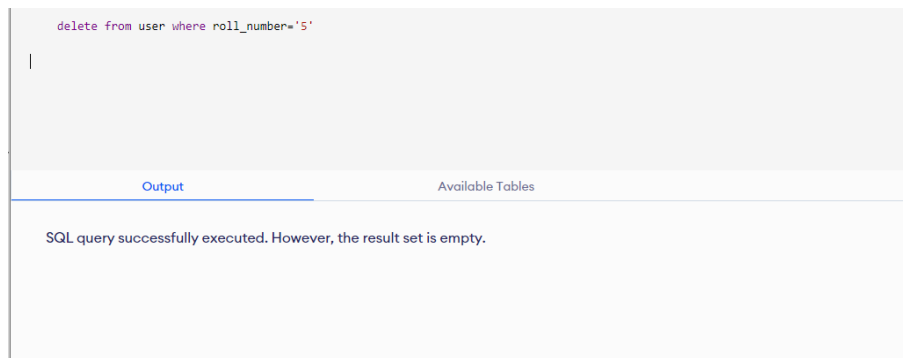 delete from user where roll_number='5'
Output
Available Tables
SQL query successfully executed. However, the result set is empty.